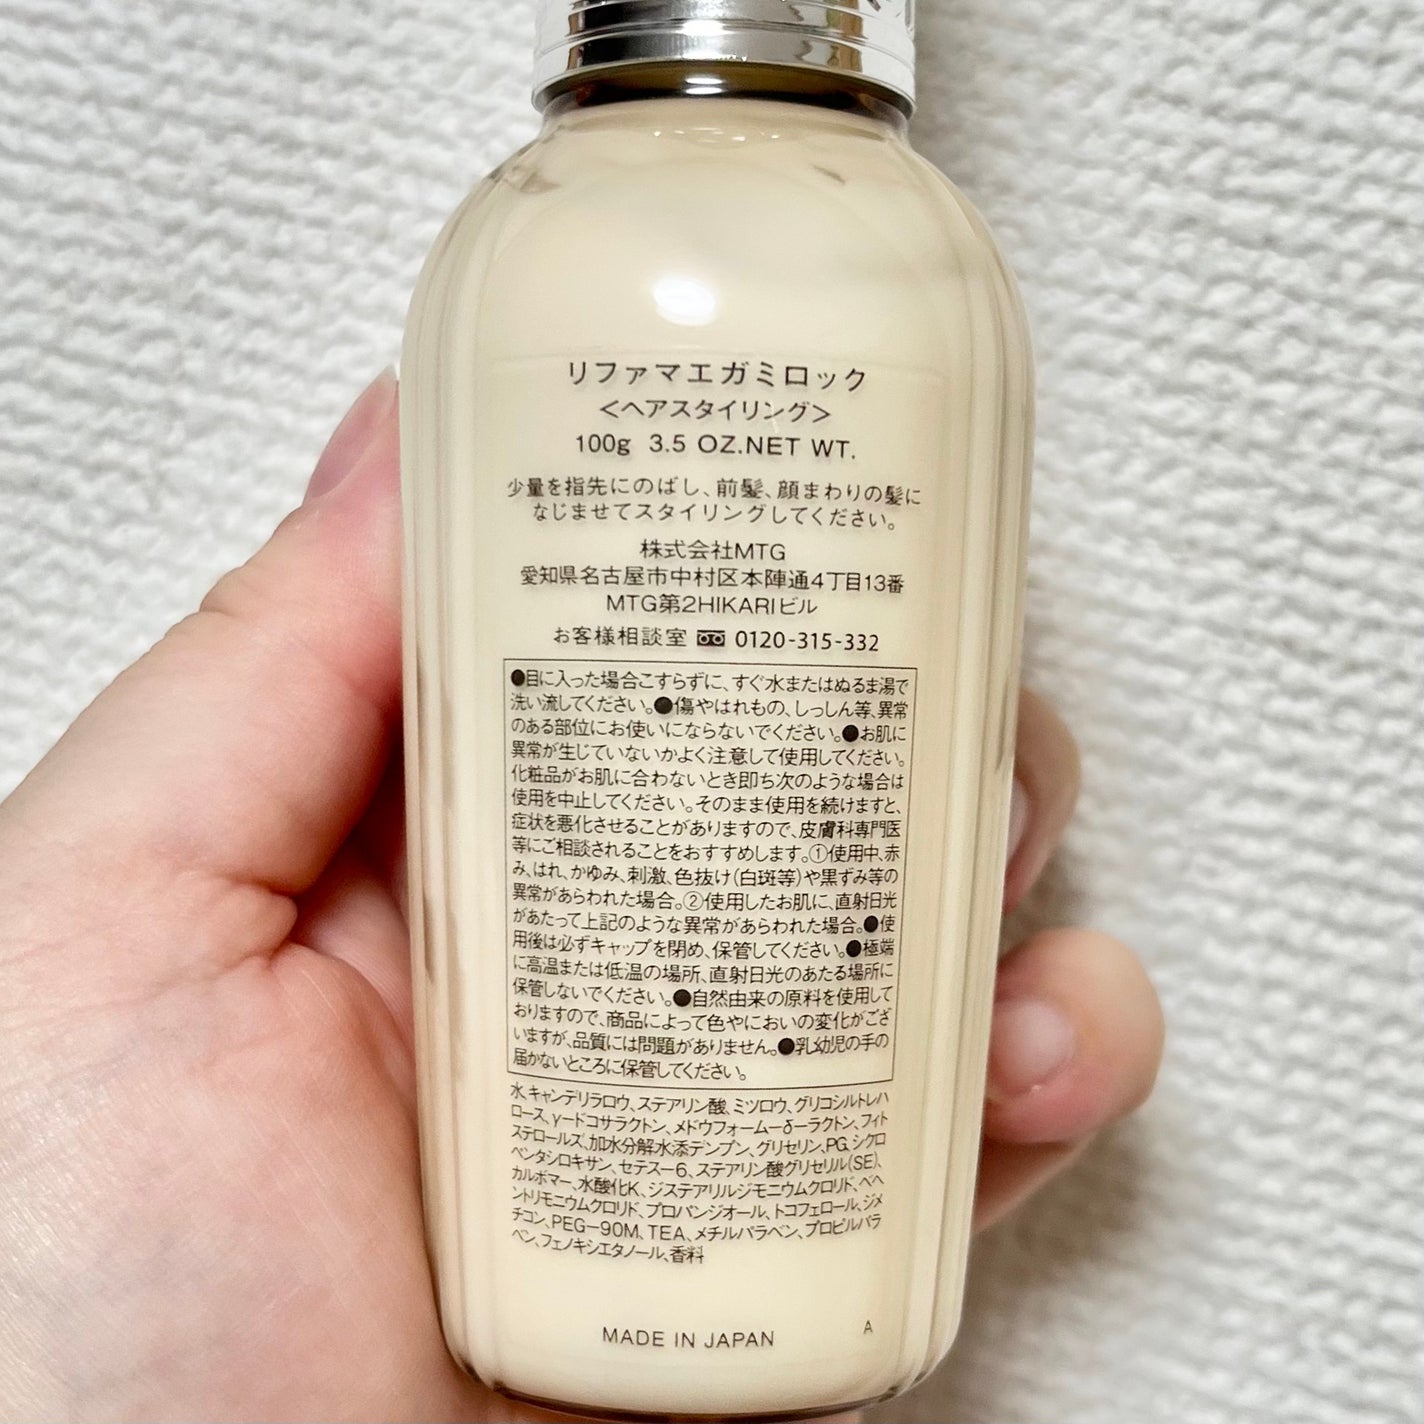 リファマエガミロック
＜ヘアスタイリング＞
100g 3.5 OZ.NET WT.
少量を指先にのばし、前髪、顔まわりの髪に
なじませてスタイリングしてください。
株式会社MTG
愛知県名古屋市中村区本陣通4丁目13番
MTG第2HIKARIビル
お客様相談室 0120-315-332
●目に入った場合こすらずに、すぐ水またはぬるま湯で
洗い流してください。●傷やはれもの、しっしん等、異常
のある部位にお使いにならないでください。●お肌に
異常が生じていないかよく注意して使用してください。
化粧品がお肌に合わないとき即ち次のような場合は
使用を中止してください。そのまま使用を続けますと、
症状を悪化させることがありますので、皮膚科専門医
等にご相談されることをおすすめします。①使用中、赤
み、はれ、かゆみ、刺激、色抜け(白斑等)や黒ずみ等の
異常があらわれた場合。②使用したお肌に、直射日光
があたって上記のような異常があらわれた場合。●使
用後は必ずキャップを閉め、保管してください。●極端
に高温または低温の場所、直射日光のあたる場所に
保管しないでください。●自然由来の原料を使用して
おりますので、商品によって色やにおいの変化がござ
いますが、品質には問題がありません。●乳幼児の手の
届かないところに保管してください。
水、キャンデリラロウ、ステアリン酸、ミツロウ、グリコシルトレハ
ロース、γードコサラクトン、メドウフォームーδーラクトン、フィト
ステロールズ、加水分解水添デンプン、グリセリン、PG、シクロ
ペンタシロキサン、セテスー6、ステアリン酸グリセリル(SE)、
カルボマー、水酸化K、ジステアリルジモニウムクロリド、ベヘ
ントリモニウムクロリド、プロパンジオール、トコフェロール、ジメ
チコン、PEGー90M、TEA、メチルパラベン、プロピルパラ
ベン、フェノキシエタノール、香料
MADE IN JAPAN A